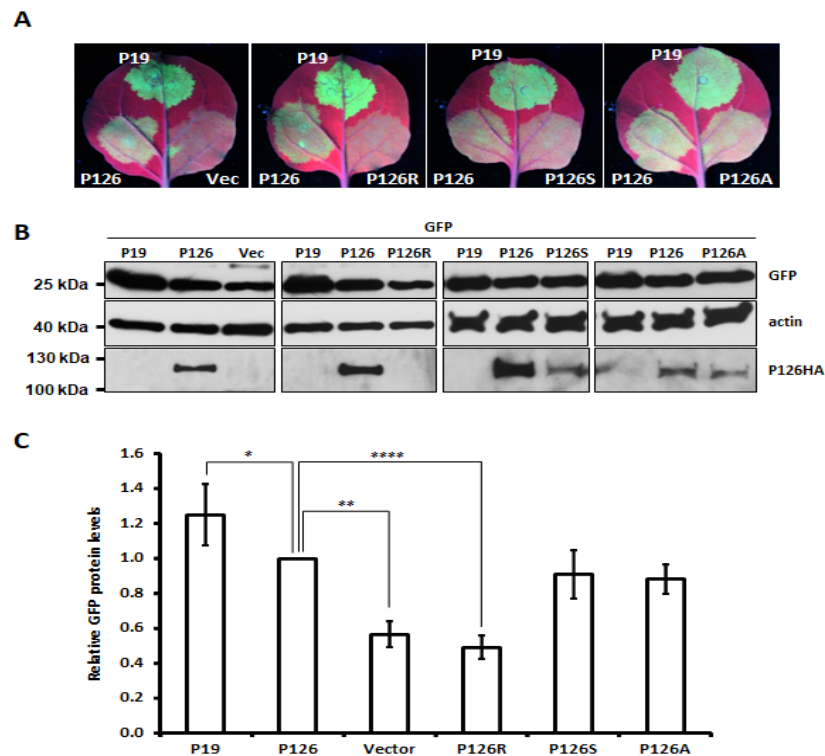 A
P19
P19
P19
P19
P126 Vec
P126 P126R
P126 P126S
P126 P126A
GFP
B
P19 P126 Vec
P19 P126 P126R
P19 P126 P126S
P19 P126 P126A
25 kDa
GFP
40 kDa
actin
130 kDa
100 kDa
P126HA
C
Relative GFP protein levels
1.6
1.4
1.2
1.0
0.8
0.6
0.4
0.2
0.0
*
****
**
P19 P126 Vector P126R P126S P126A